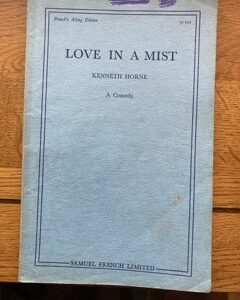 French's Acting Edition
LOVE IN A MIST
KENNETH HORNE
A Comedy.
SAMUEL FRENCH LIMITED